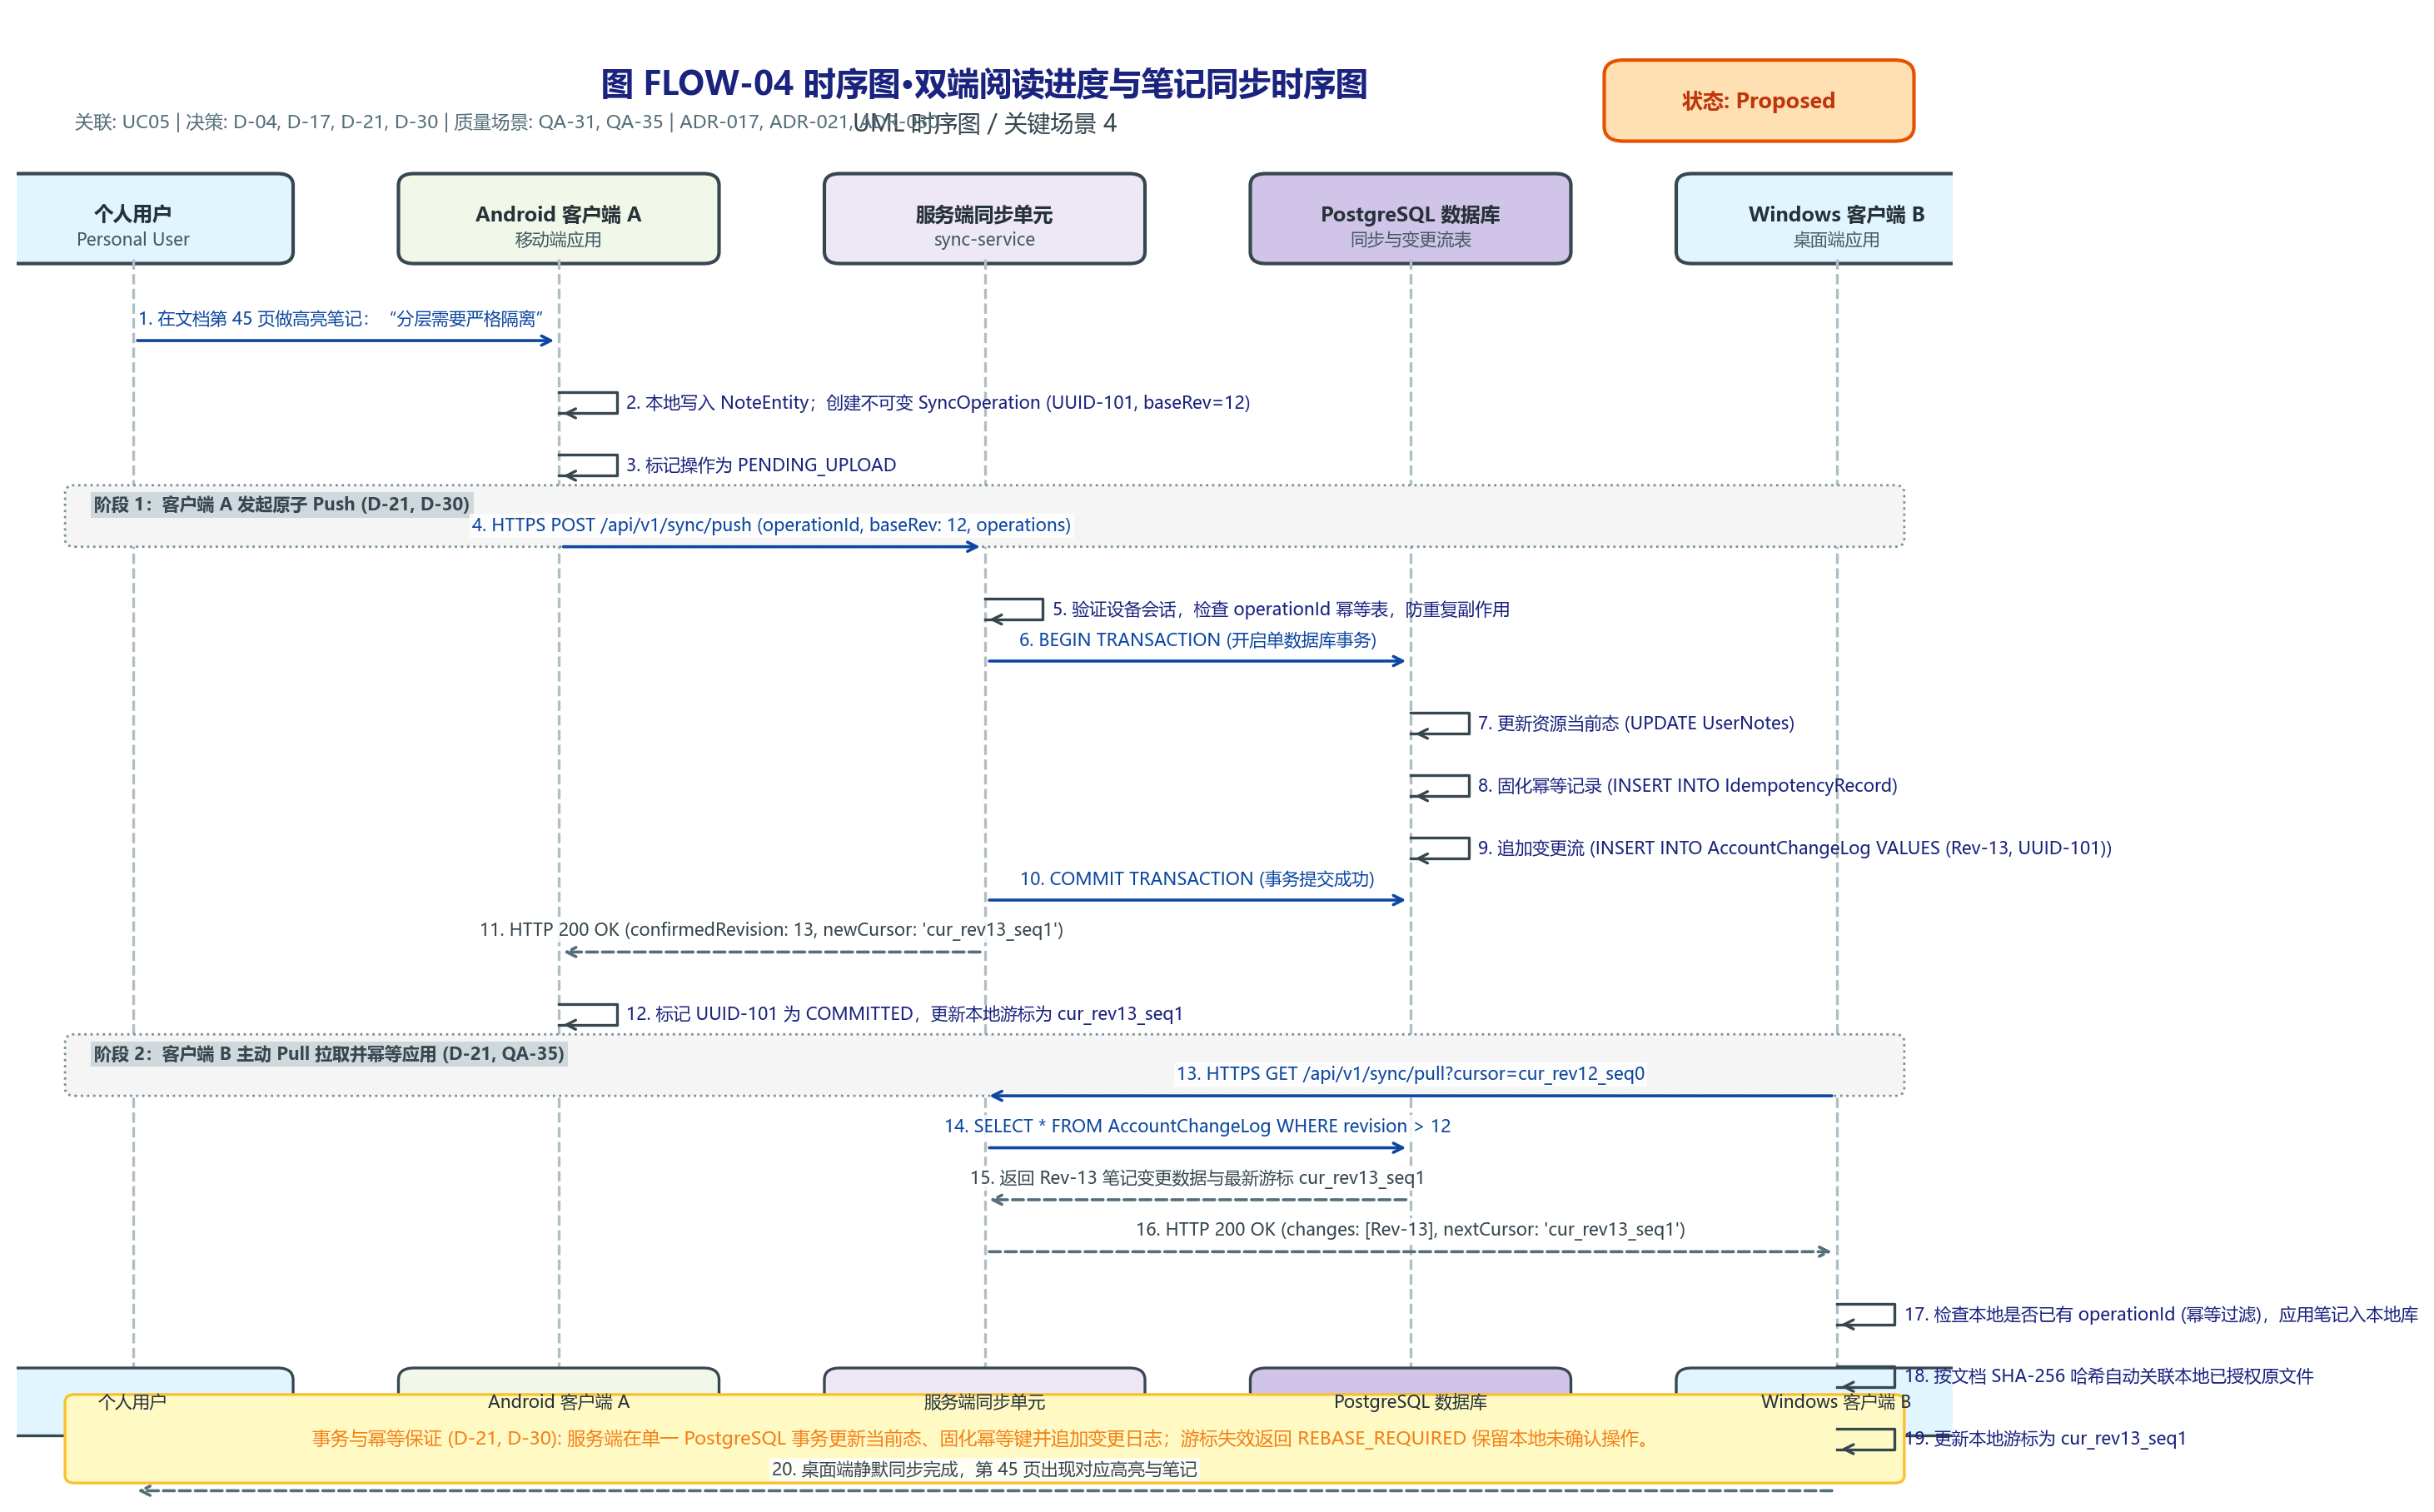 图 FLOW-04 时序图·双端阅读进度与笔记同步时序图
状态: Proposed
关联: UC05 | 决策: D-04, D-17, D-21, D-30 | 质量场景: QA-31, QA-35 | ADR-017, ADR-021, ADR-030
UML 时序图 / 关键场景 4
个人用户
Personal User
Android 客户端 A
移动端应用
服务端同步单元
sync-service
PostgreSQL 数据库
同步与变更流表
Windows 客户端 B
桌面端应用
1. 在文档第 45 页做高亮笔记：“分层需要严格隔离”
2. 本地写入 NoteEntity；创建不可变 SyncOperation (UUID-101, baseRev=12)
3. 标记操作为 PENDING_UPLOAD
阶段 1：客户端 A 发起原子 Push (D-21, D-30)
4. HTTPS POST /api/v1/sync/push (operationId, baseRev: 12, operations)
5. 验证设备会话，检查 operationId 幂等表，防重复副作用
6. BEGIN TRANSACTION (开启单数据库事务)
7. 更新资源当前态 (UPDATE UserNotes)
8. 固化幂等记录 (INSERT INTO IdempotencyRecord)
9. 追加变更流 (INSERT INTO AccountChangeLog VALUES (Rev-13, UUID-101))
10. COMMIT TRANSACTION (事务提交成功)
11. HTTP 200 OK (confirmedRevision: 13, newCursor: 'cur_rev13_seq1')
12. 标记 UUID-101 为 COMMITTED，更新本地游标为 cur_rev13_seq1
阶段 2：客户端 B 主动 Pull 拉取并幂等应用 (D-21, QA-35)
13. HTTPS GET /api/v1/sync/pull?cursor=cur_rev12_seq0
14. SELECT * FROM AccountChangeLog WHERE revision > 12
15. 返回 Rev-13 笔记变更数据与最新游标 cur_rev13_seq1
16. HTTP 200 OK (changes: [Rev-13], nextCursor: 'cur_rev13_seq1')
17. 检查本地是否已有 operationId (幂等过滤)，应用笔记入本地库
18. 按文档 SHA-256 哈希自动关联本地已授权原文件
个人用户
Android 客户端 A
服务端同步单元
PostgreSQL 数据库
Windows 客户端 B
事务与幂等保证 (D-21, D-30): 服务端在单一 PostgreSQL 事务更新当前态、固化幂等键并追加变更日志；游标失效返回 REBASE_REQUIRED 保留本地未确认操作。
19. 更新本地游标为 cur_rev13_seq1
20. 桌面端静默同步完成，第 45 页出现对应高亮与笔记